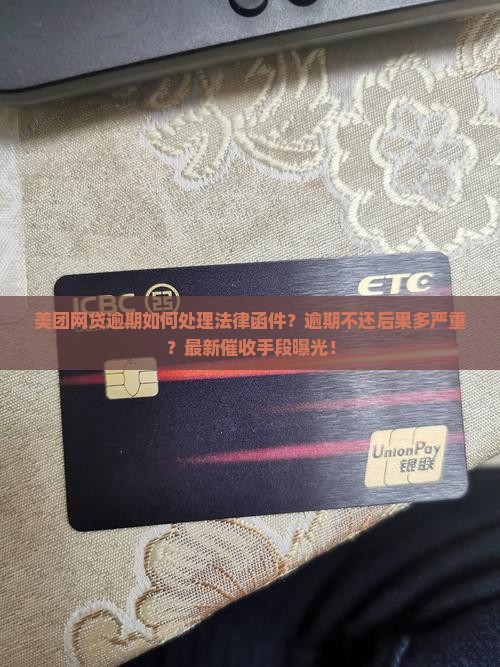 ICBC
ETC
美团网贷逾期如何处理法律函件？逾期不还后果多严重
？最新催收手段曝光！
UnionPay
银联